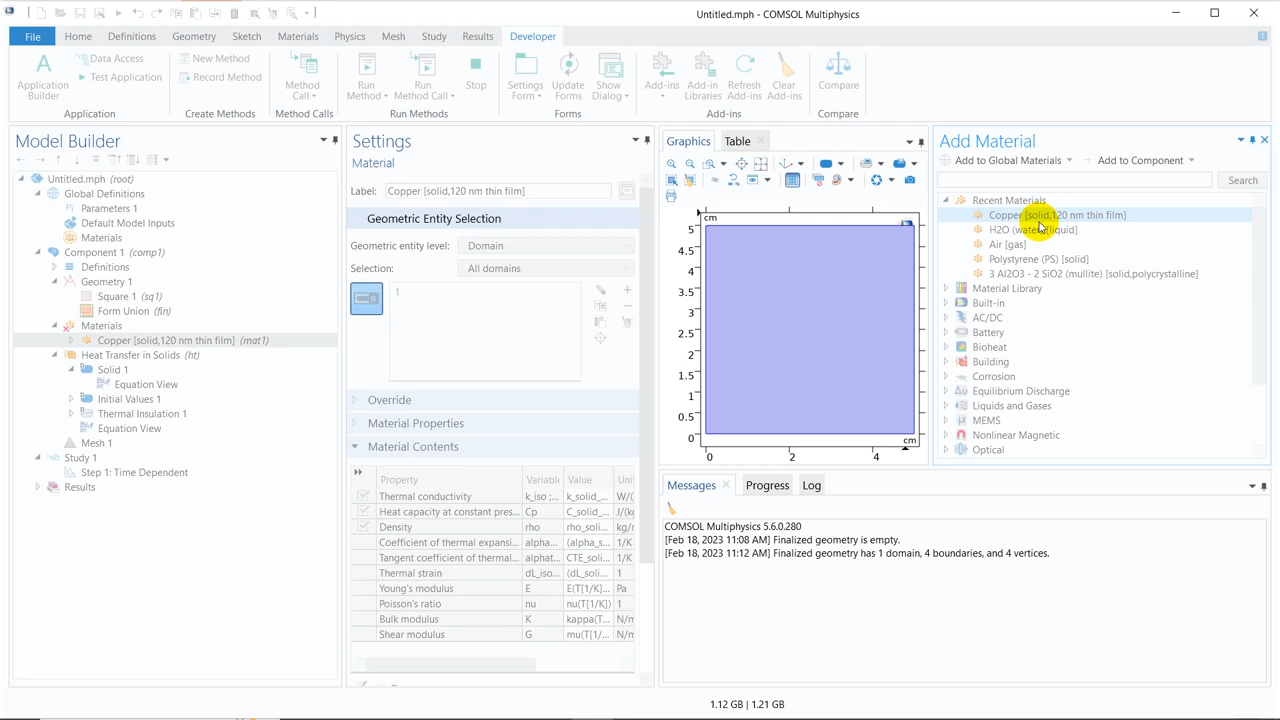 Untitled.mph - COMSOL Multiphysics
File Home Definitions Geometry Sketch Materials Physics Mesh Study Results Developer
Application Builder
Data Access
Test Application
Application
New Method
Record Method
Create Methods
Method Call
Method Calls
Run Method
Run Method Call
Stop
Run Methods
Settings Form
Update Forms
Show Dialog
Forms
Add-ins
Add-in Libraries
Refresh Add-ins
Clear Add-ins
Add-ins
Compare
Compare
Model Builder
Untitled.mph (root)
Global Definitions
Parameters 1
Default Model Inputs
Materials
Component 1 (comp1)
Definitions
Geometry 1
Square 1 (sq1)
Form Union (fin)
Materials
Copper [solid,120 nm thin film] (mat1)
Heat Transfer in Solids (ht)
Solid 1
Equation View
Initial Values 1
Thermal Insulation 1
Equation View
Mesh 1
Study 1
Step 1: Time Dependent
Results
Settings
Material
Label: Copper [solid,120 nm thin film]
Geometric Entity Selection
Geometric entity level: Domain
Selection: All domains
1
Override
Material Properties
Material Contents
Property Variabl Value Uni
Thermal conductivity k_iso ;... k_solid_... W/(
Heat capacity at constant pres... Cp C_solid_... J/(k
Density rho rho_soli... kg/
Coefficient of thermal expansi... alpha... (alpha_s... 1/K
Tangent coefficient of thermal... alphat... CTE_soli... 1/K
Thermal strain dL_iso... (dL_soli... 1
Young's modulus E E(T[1/K]... Pa
Poisson's ratio nu nu(T[1/K]) 1
Bulk modulus K kappa(T... N/m
Shear modulus G mu(T[1/... N/m
Graphics Table
cm
5
4.5
4
3.5
3
2.5
2
1.5
1
0.5
0
cm
0 2 4
Messages Progress Log
COMSOL Multiphysics 5.6.0.280
[Feb 18, 2023 11:08 AM] Finalized geometry is empty.
[Feb 18, 2023 11:12 AM] Finalized geometry has 1 domain, 4 boundaries, and 4 vertices.
Add Material
Add to Global Materials Add to Component
Search
Recent Materials
Copper [solid,120 nm thin film]
H2O (water) [liquid]
Air [gas]
Polystyrene (PS) [solid]
3 Al2O3 - 2 SiO2 (mullite) [solid,polycrystalline]
Material Library
Built-in
AC/DC
Battery
Bioheat
Building
Corrosion
Equilibrium Discharge
Liquids and Gases
MEMS
Nonlinear Magnetic
Optical
1.12 GB | 1.21 GB